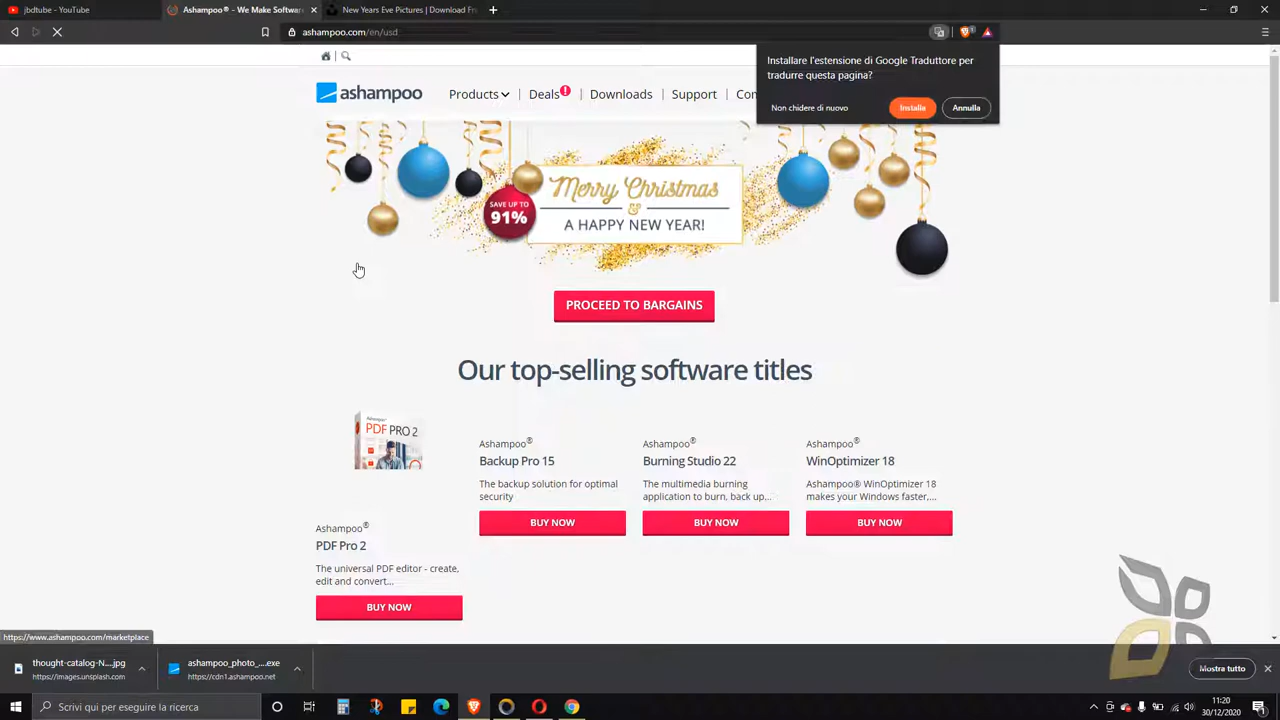 jbdtube - YouTube
Ashampoo® - We Make Software
New Years Eve Pictures | Download Fr
ashampoo.com/en/usd
Installare l'estensione di Google Traduttore per
tradurre questa pagina?
Non chiedere di nuovo
Installa
Annulla
ashampoo
Products
Deals
!
Downloads
Support
Con
SAVE UP TO
91%
Merry Christmas
&
A HAPPY NEW YEAR!
PROCEED TO BARGAINS
Our top-selling software titles
Ashampoo
PDF PRO 2
Ashampoo®
PDF Pro 2
The universal PDF editor - create,
edit and convert...
BUY NOW
Ashampoo®
Backup Pro 15
The backup solution for optimal
security
BUY NOW
Ashampoo®
Burning Studio 22
The multimedia burning
application to burn, back up...
BUY NOW
Ashampoo®
WinOptimizer 18
Ashampoo® WinOptimizer 18
makes your Windows faster,...
BUY NOW
https://www.ashampoo.com/marketplace
thought-catalog-N....jpg
https://images.unsplash.com
ashampoo_photo_....exe
https://cdn1.ashampoo.net
Mostra tutto
Scrivi qui per eseguire la ricerca
11:20
30/12/2020